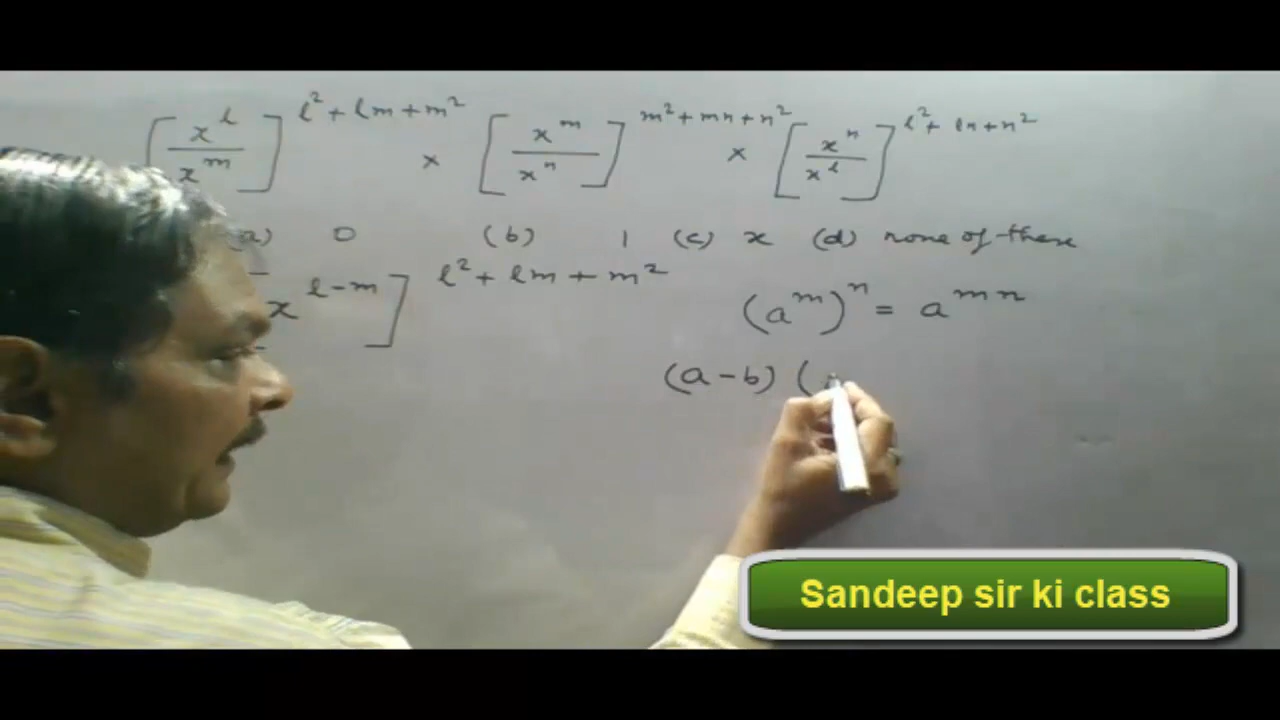 [x^l/x^m]^l²+lm+m² × [x^m/x^n]^m²+mn+n² × [x^n/x^l]^l²+ln+n²
a) 0 (b) 1 (c) x (d) none of these
x^l-m]^l²+lm+m²
(a^m)^n = a^mn
(a-b) (
Sandeep sir ki class